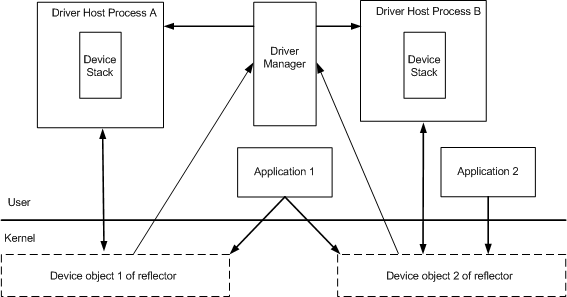 Driver Host Process A
Device
Stack
Driver
Manager
Driver Host Process B
Device
Stack
Application 1
Application 2
User
Kernel
Device object 1 of reflector
Device object 2 of reflector